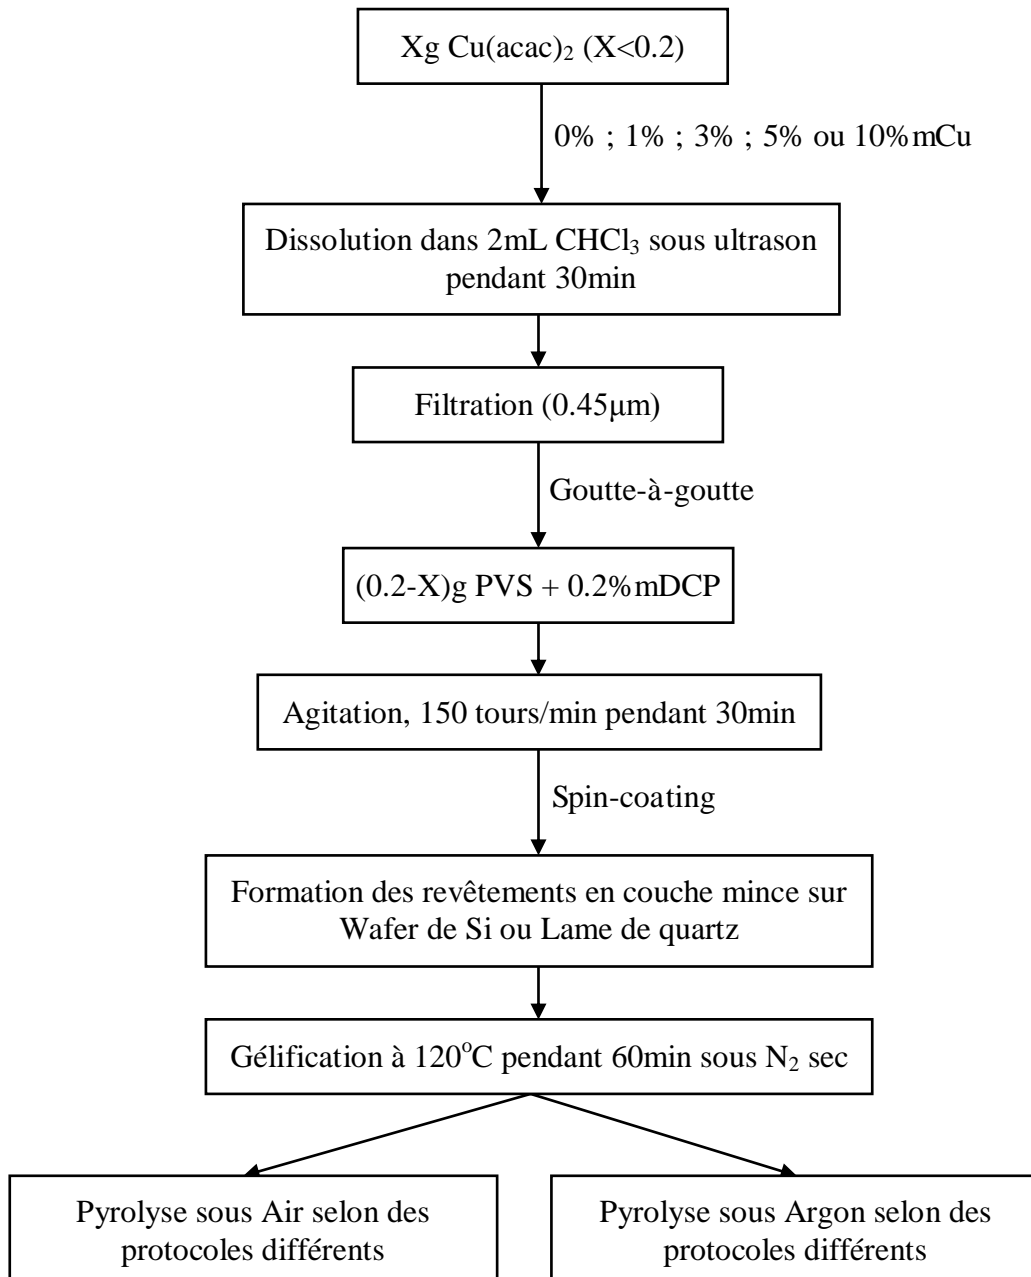 Xg Cu(acac)₂ (X<0.2)
0% ; 1% ; 3% ; 5% ou 10%mCu
Dissolution dans 2mL CHCl₃ sous ultrason
pendant 30min
Filtration (0.45μm)
Goutte-à-goutte
(0.2-X)g PVS + 0.2%mDCP
Agitation, 150 tours/min pendant 30min
Spin-coating
Formation des revêtements en couche mince sur
Wafer de Si ou Lame de quartz
Gélification à 120°C pendant 60min sous N₂ sec
Pyrolyse sous Air selon des
protocoles différents
Pyrolyse sous Argon selon des
protocoles différents